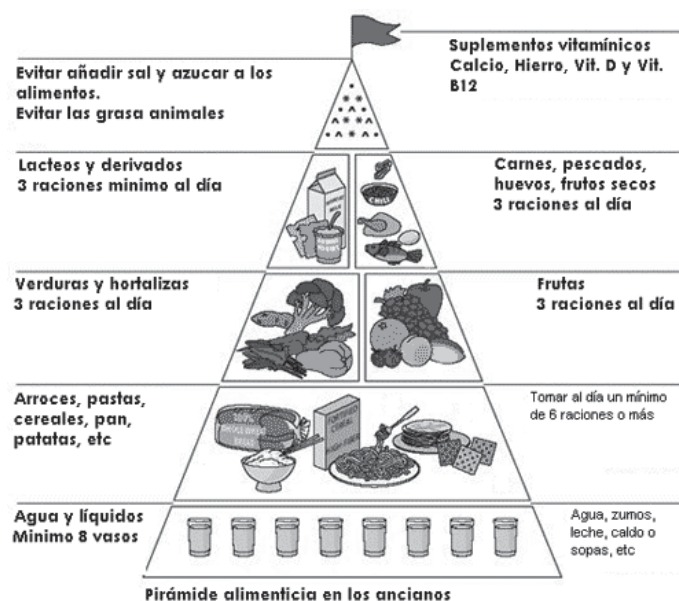 Suplementos vitamínicos
Calcio, Hierro, Vit. D y Vit.
B12
Evitar añadir sal y azucar a los
alimentos.
Evitar las grasa animales
Lacteos y derivados
3 raciones minimo al día
Carnes, pescados,
huevos, frutos secos
3 raciones al día
CHILI
Verduras y hortalizas
3 raciones al día
Frutas
3 raciones al día
Arroces, pastas,
cereales, pan,
patatas, etc
Tomar al día un mínimo
de 6 raciones o más
Agua y líquidos
Minimo 8 vasos
Agua, zumos,
leche, caldo o
sopas, etc
Pirámide alimenticia en los ancianos